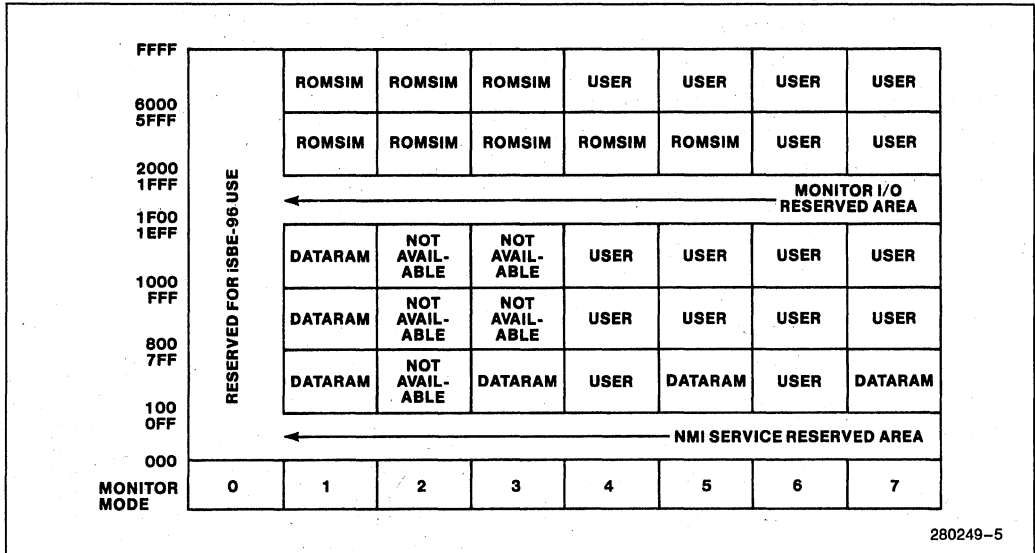 FFFF
ROMSIM ROMSIM ROMSIM USER USER USER USER
6000
5FFF
ROMSIM ROMSIM ROMSIM ROMSIM ROMSIM USER USER
2000
1FFF
MONITOR I/O
RESERVED AREA
1F00
1EFF
DATARAM NOT AVAIL-ABLE NOT AVAIL-ABLE USER USER USER USER
1000
FFF
DATARAM NOT AVAIL-ABLE NOT AVAIL-ABLE USER USER USER USER
800
7FF
DATARAM NOT AVAIL-ABLE DATARAM USER DATARAM USER DATARAM
100
0FF
NMI SERVICE RESERVED AREA
000
RESERVED FOR iSBE-96 USE
MONITOR MODE 0 1 2 3 4 5 6 7
280249-5